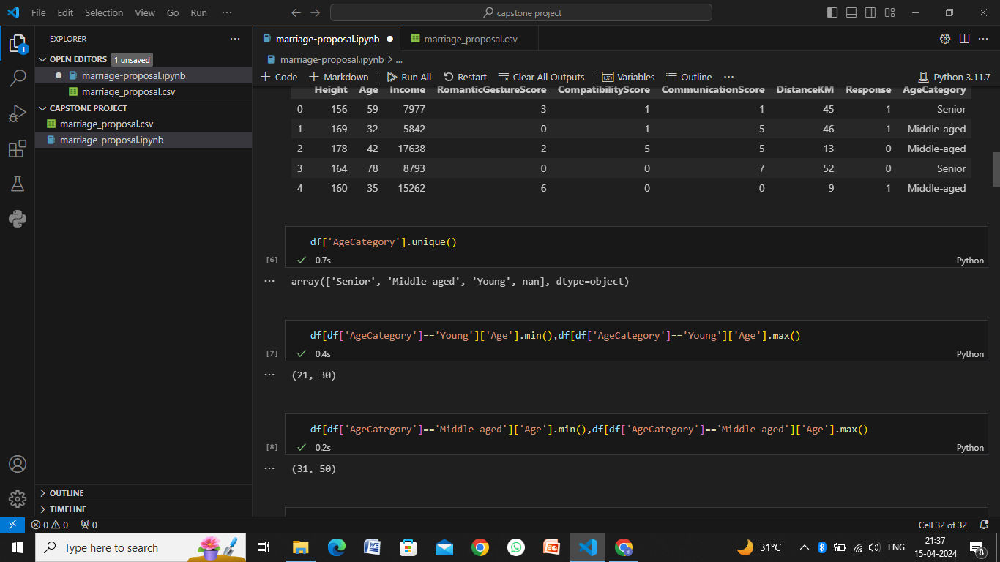 File Edit Selection View Go Run ··· capstone project
EXPLORER ···
OPEN EDITORS 1 unsaved
marriage-proposal.ipynb
marriage_proposal.csv
CAPSTONE PROJECT
marriage_proposal.csv
marriage-proposal.ipynb
OUTLINE
TIMELINE
1
marriage-proposal.ipynb marriage_proposal.csv
marriage-proposal.ipynb > ...
+ Code + Markdown Run All Restart Clear All Outputs Variables Outline ··· Python 3.11.7
Height Age Income RomanticGestureScore CompatibilityScore CommunicationScore DistanceKM Response AgeCategory
0 156 59 7977 3 1 1 45 1 Senior
1 169 32 5842 0 1 5 46 1 Middle-aged
2 178 42 17638 2 5 5 13 0 Middle-aged
3 164 78 8793 0 0 7 52 0 Senior
4 160 35 15262 6 0 0 9 1 Middle-aged
df['AgeCategory'].unique()
[6] 0.7s Python
array(['Senior', 'Middle-aged', 'Young', nan], dtype=object)
df[df['AgeCategory']=='Young']['Age'].min(),df[df['AgeCategory']=='Young']['Age'].max()
[7] 0.4s Python
(21, 30)
df[df['AgeCategory']=='Middle-aged']['Age'].min(),df[df['AgeCategory']=='Middle-aged']['Age'].max()
[8] 0.2s Python
(31, 50)
0 0 0 Cell 32 of 32
Type here to search 31°C ENG 21:37
15-04-2024 8